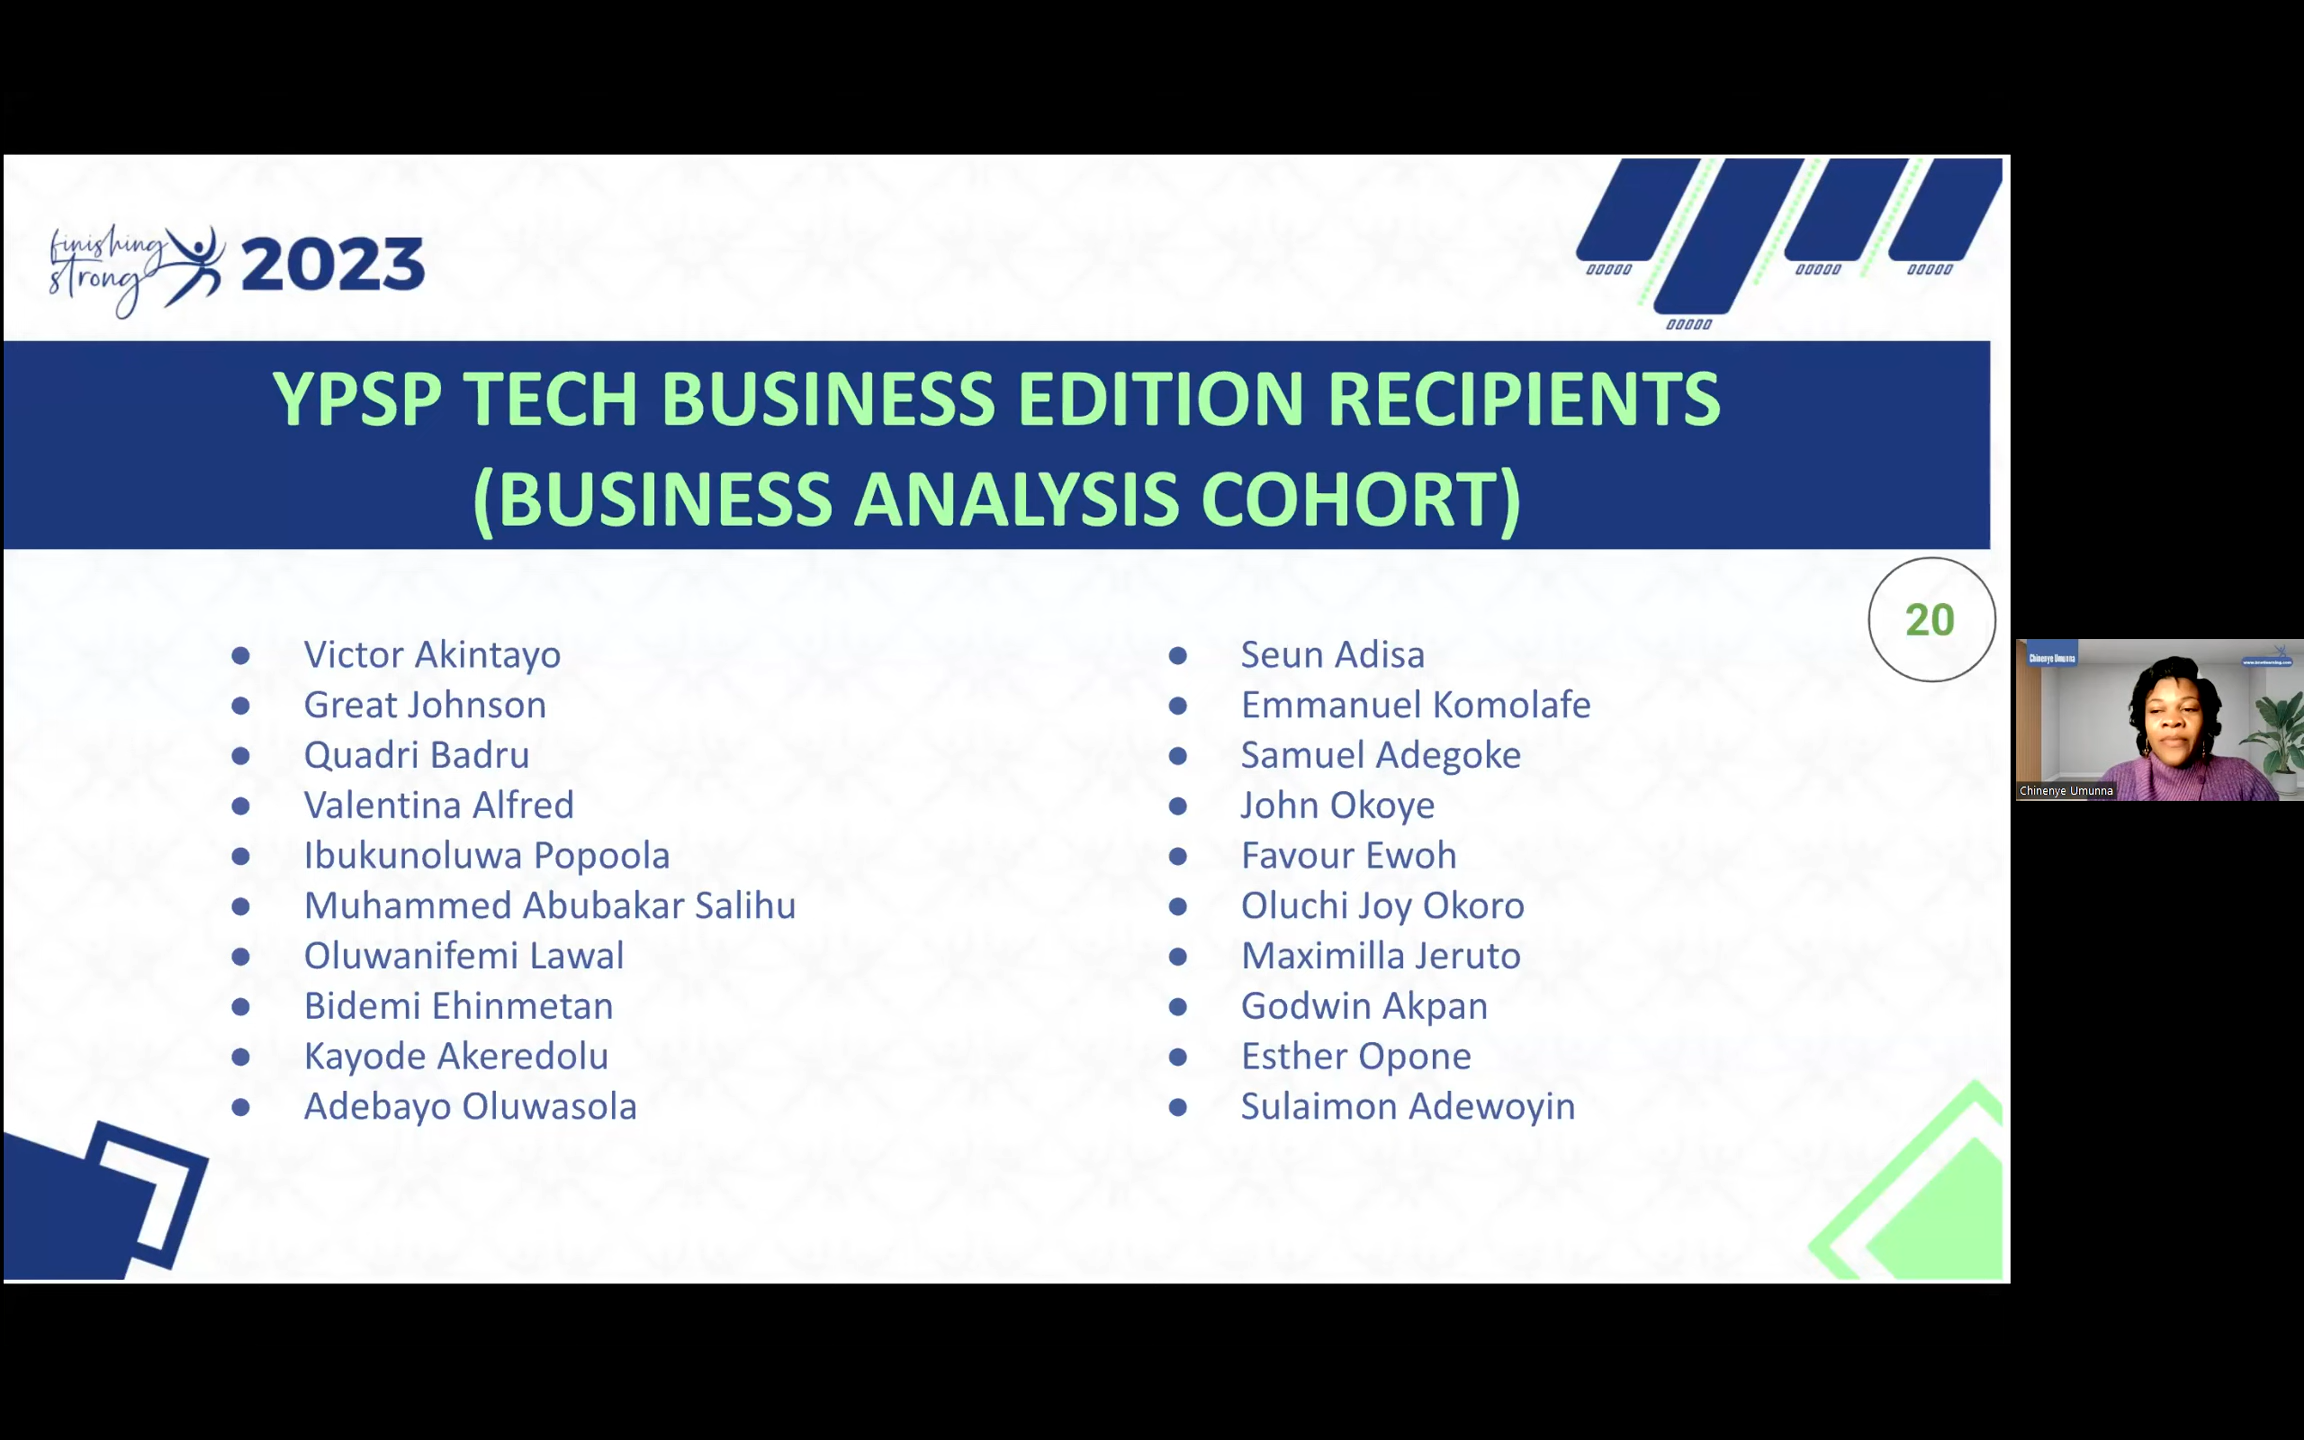 finishing
strong
2023
YPSP TECH BUSINESS EDITION RECIPIENTS
(BUSINESS ANALYSIS COHORT)
20
Victor Akintayo
Great Johnson
Quadri Badru
Valentina Alfred
Ibukunoluwa Popoola
Muhammed Abubakar Salihu
Oluwanifemi Lawal
Bidemi Ehinmetan
Kayode Akeredolu
Adebayo Oluwasola
Seun Adisa
Emmanuel Komolafe
Samuel Adegoke
John Okoye
Favour Ewoh
Oluchi Joy Okoro
Maximilla Jeruto
Godwin Akpan
Esther Opone
Sulaimon Adewoyin
Chinenye Umunna
Chinenye Umunna